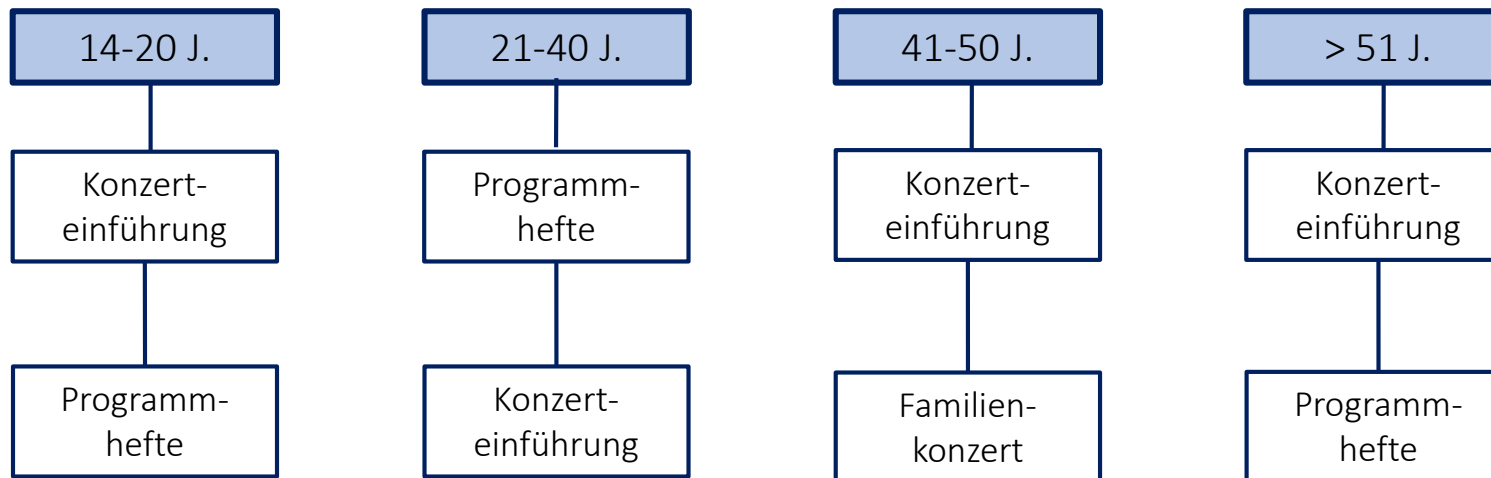 14-20 J.
21-40 J.
41-50 J.
> 51 J.
Konzert-
einführung
Programm-
hefte
Konzert-
einführung
Konzert-
einführung
Programm-
hefte
Konzert-
einführung
Familien-
konzert
Programm-
hefte